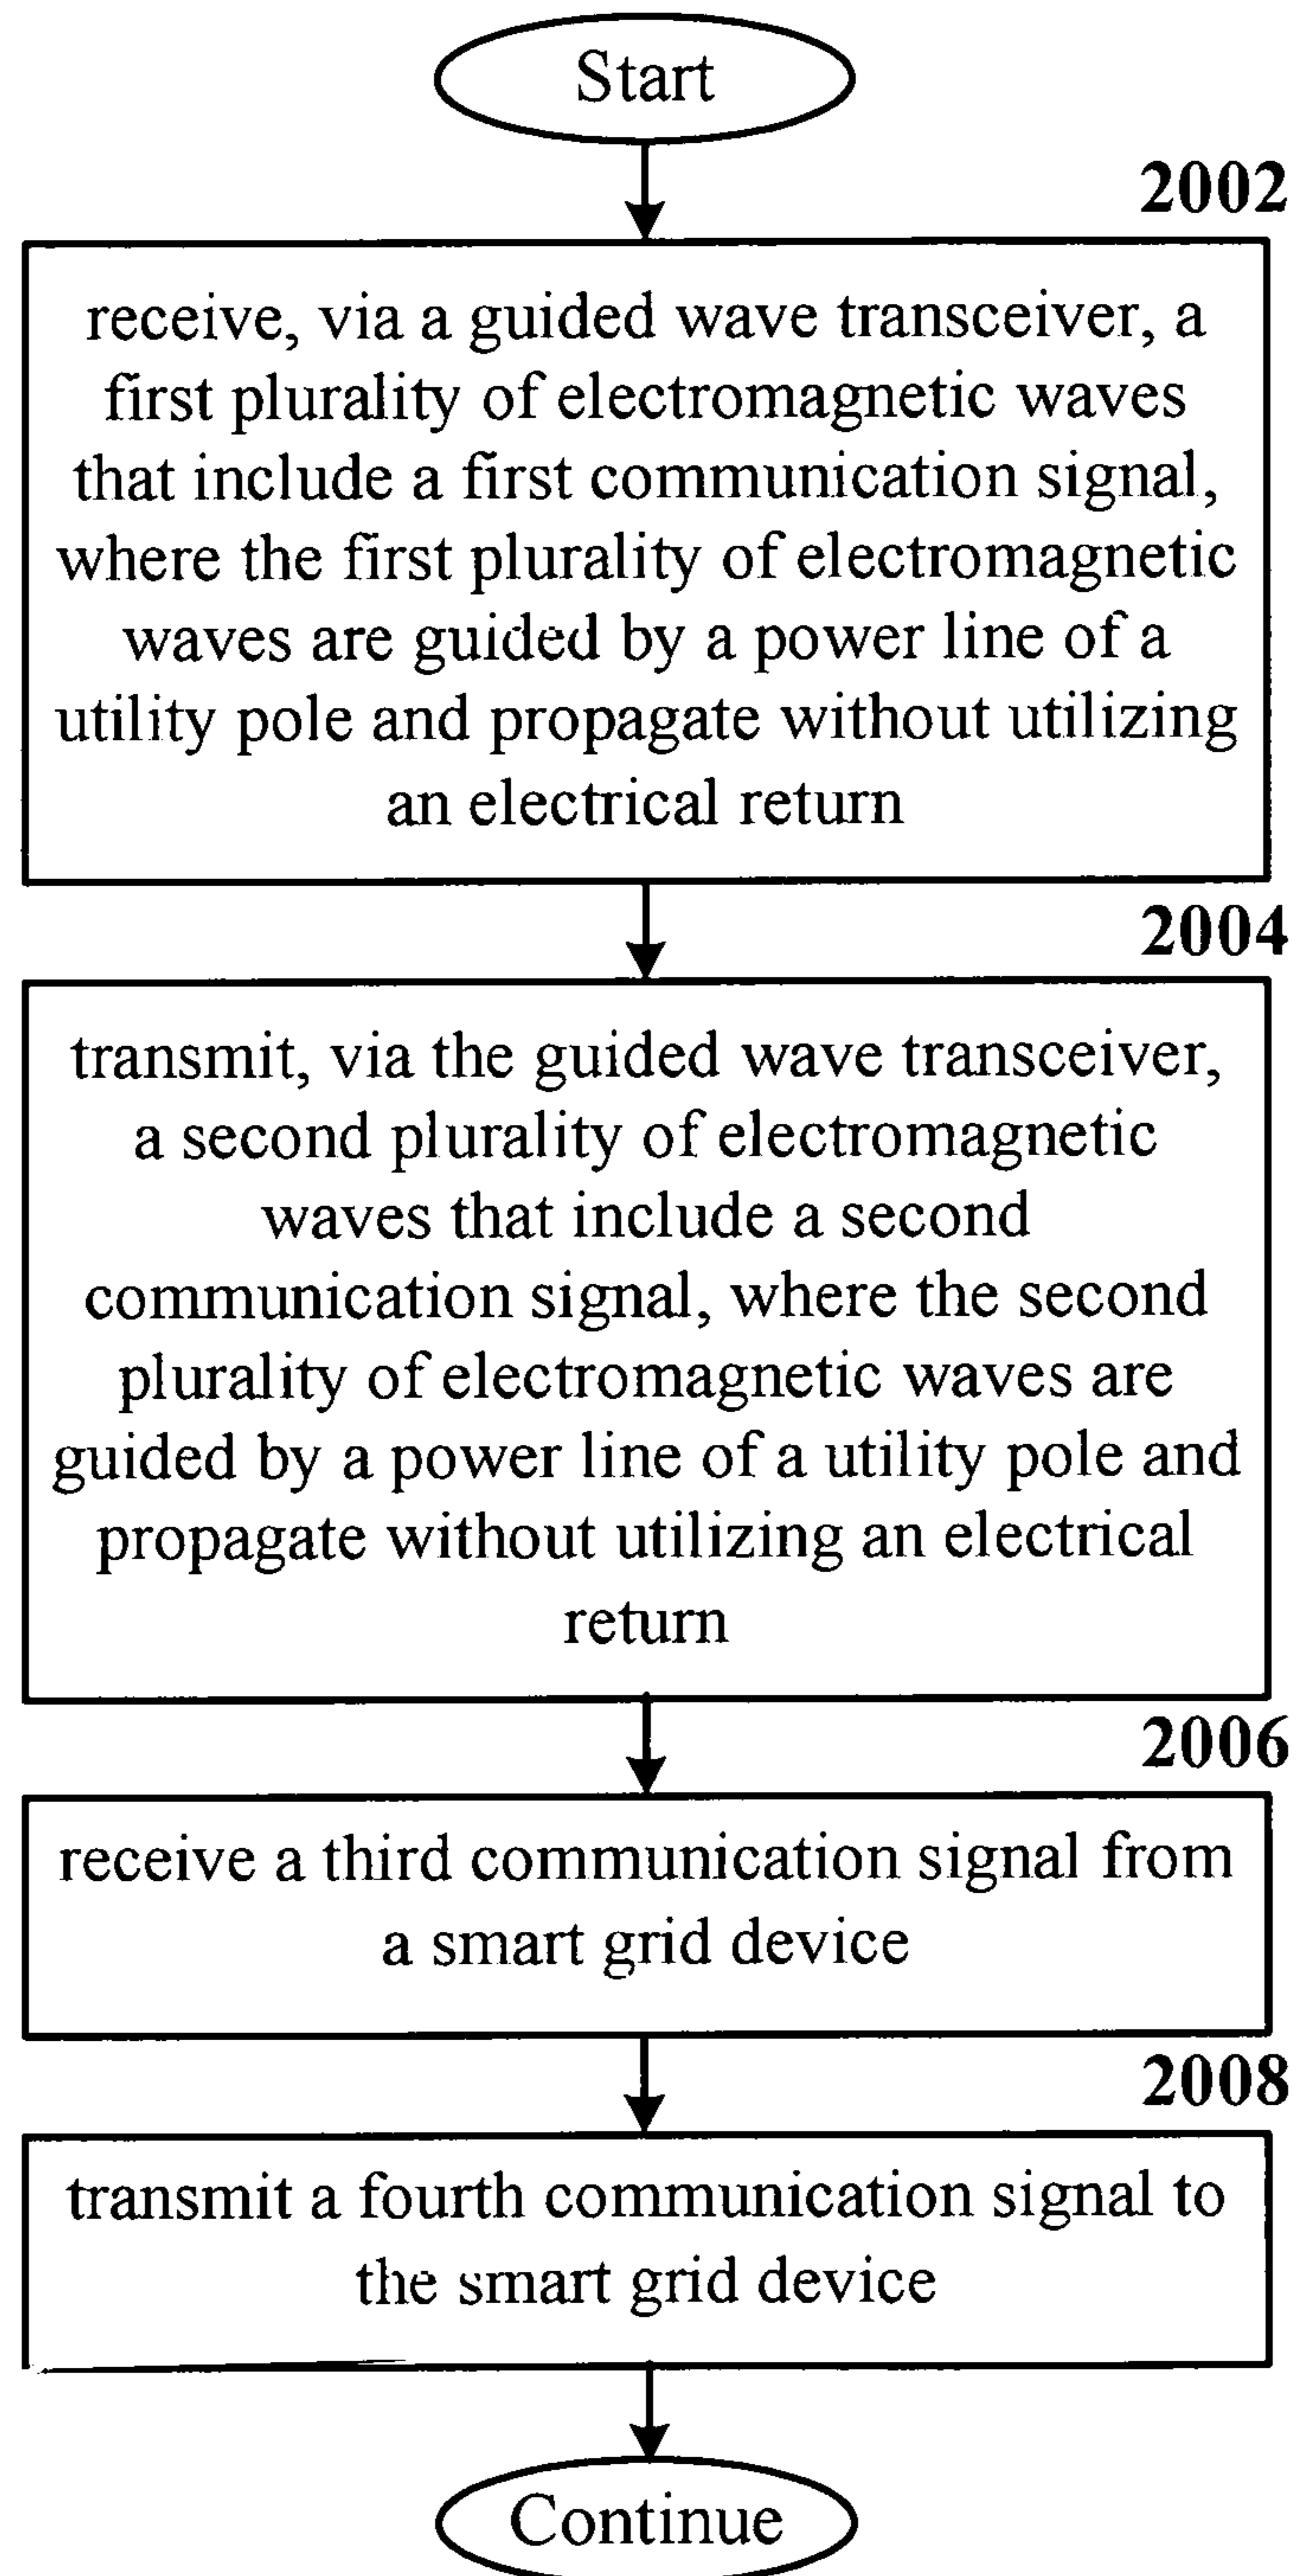 Start
2002
receive, via a guided wave transceiver, a
first plurality of electromagnetic waves
that include a first communication signal,
where the first plurality of electromagnetic
waves are guided by a power line of a
utility pole and propagate without utilizing
an electrical return
2004
transmit, via the guided wave transceiver,
a second plurality of electromagnetic
waves that include a second
communication signal, where the second
plurality of electromagnetic waves are
guided by a power line of a utility pole and
propagate without utilizing an electrical
return
2006
receive a third communication signal from
a smart grid device
2008
transmit a fourth communication signal to
the smart grid device
Continue